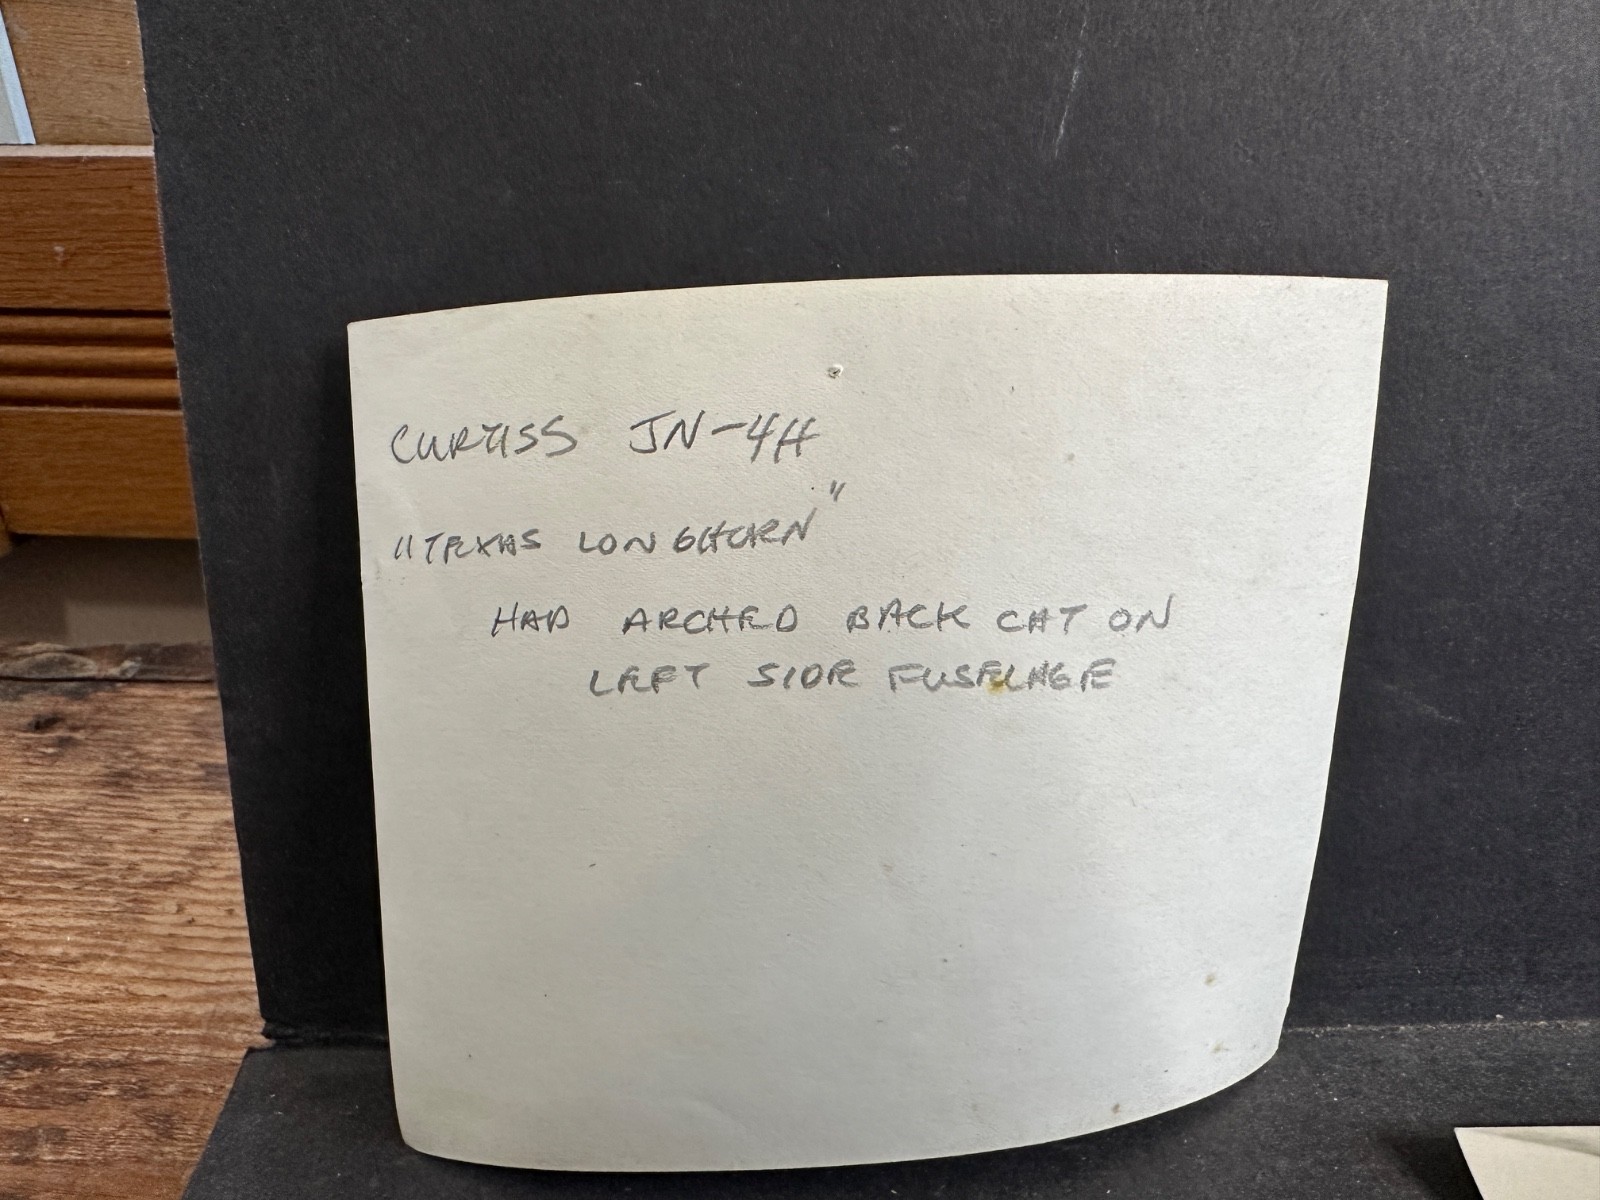 CURTISS JN-4H
"TEXAS LONGHORN"
HAD ARCHED BACK CAT ON
LEFT SIDE FUSELAGE